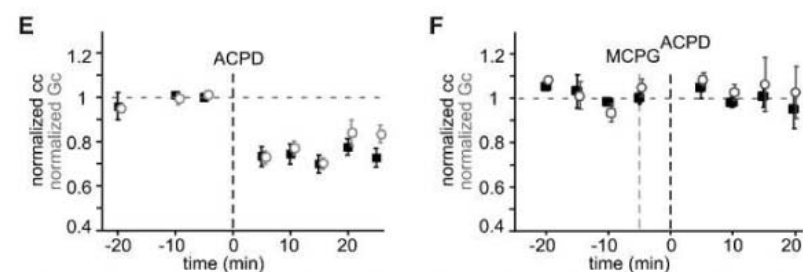 E
ACPD
normalized cc
normalized Gc
1.2
1
0.8
0.6
0.4
-20
-10
0
10
20
time (min)
F
MCPG
ACPD
normalized cc
normalized Gc
1.2
1
0.8
0.6
0.4
-20
-10
0
10
20
time (min)